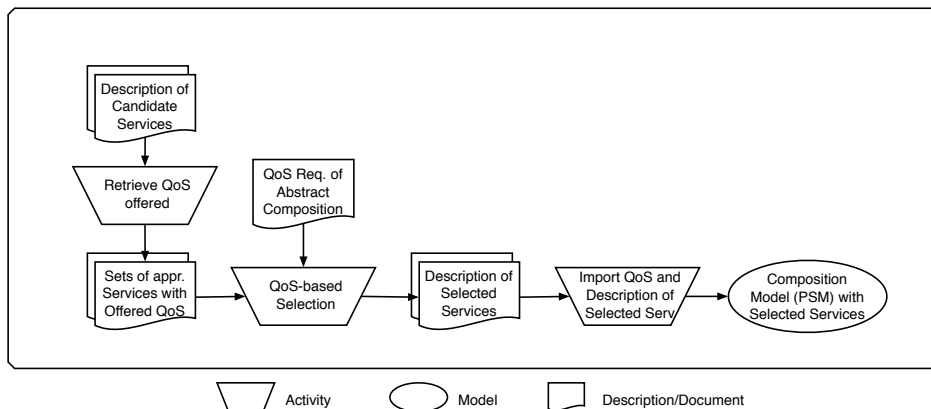 Description of
Candidate
Services
Retrieve QoS
offered
QoS Req. of
Abstract
Composition
Sets of appr.
Services with
Offered QoS
QoS-based
Selection
Description of
Selected
Services
Import QoS and
Description of
Selected Serv
Composition
Model (PSM) with
Selected Services
Activity
Model
Description/Document